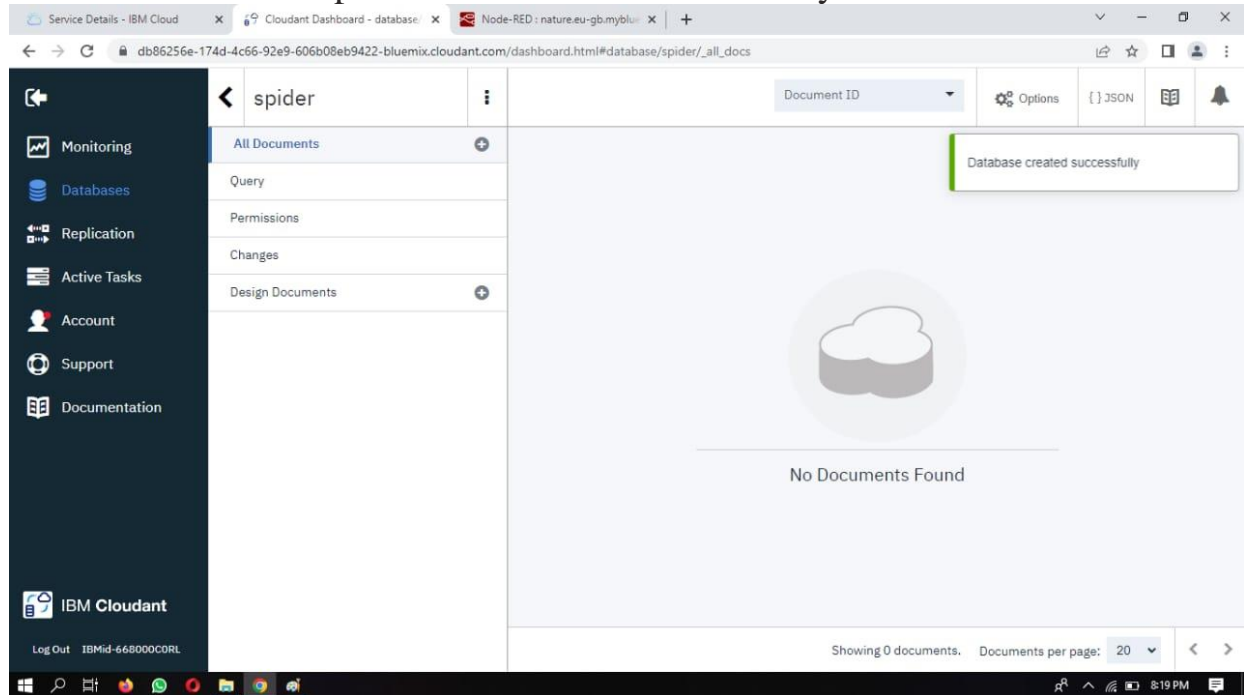 Service Details - IBM Cloud
Cloudant Dashboard - database/
Node-RED : nature.eu-gb.myblue
db86256e-174d-4c66-92e9-606b08eb9422-bluemix.cloudant.com/dashboard.html#database/spider/_all_docs
spider
Document ID
Options
{ } JSON
Monitoring
Databases
Replication
Active Tasks
Account
Support
Documentation
All Documents
Query
Permissions
Changes
Design Documents
Database created successfully
No Documents Found
IBM Cloudant
Log Out IBMid-668000C0RL
Showing 0 documents. Documents per page: 20
8:19 PM